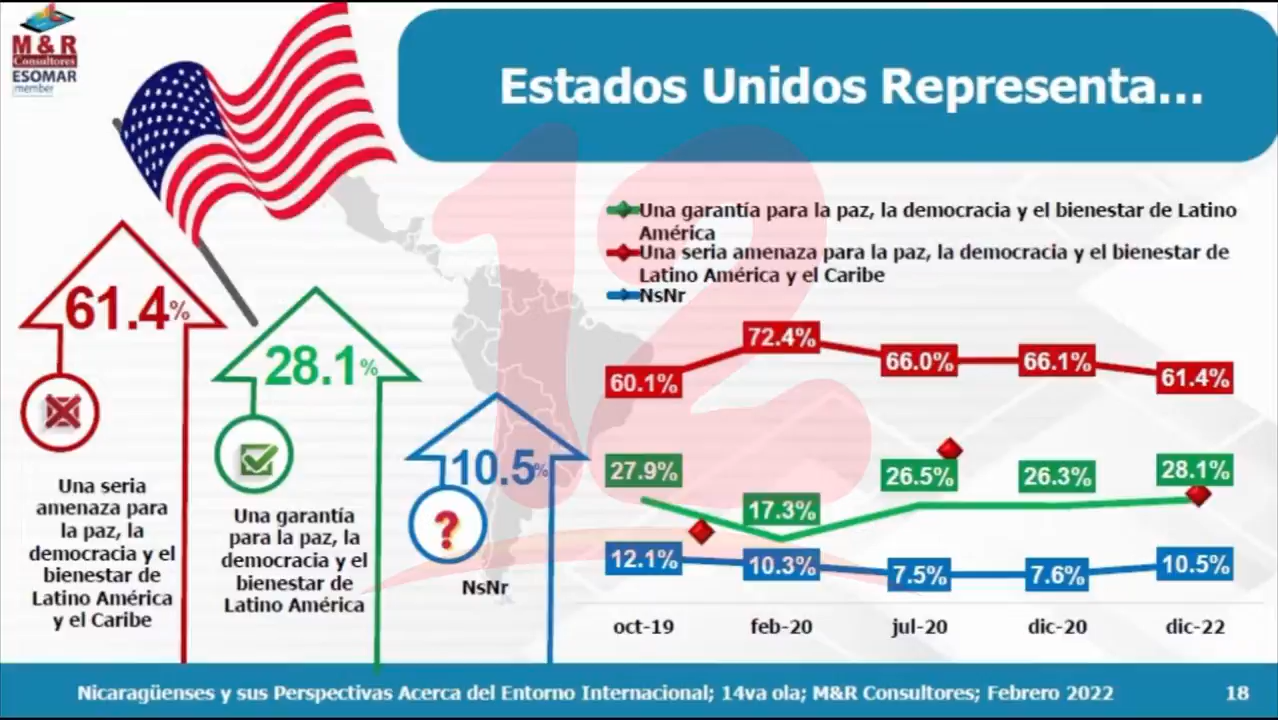 M&R
Consultores
ESOMAR
member
Estados Unidos Representa...
61.4%
Una seria
amenaza para
la paz, la
democracia y el
bienestar de
Latino América
y el Caribe
28.1%
Una garantía
para la paz, la
democracia y el
bienestar de
Latino América
10.5%
?
NsNr
12
Una garantía para la paz, la democracia y el bienestar de Latino
América
Una seria amenaza para la paz, la democracia y el bienestar de
Latino América y el Caribe
NsNr
60.1% 72.4% 66.0% 66.1% 61.4%
27.9% 17.3% 26.5% 26.3% 28.1%
12.1% 10.3% 7.5% 7.6% 10.5%
oct-19 feb-20 jul-20 dic-20 dic-22
Nicaragüenses y sus Perspectivas Acerca del Entorno Internacional; 14va ola; M&R Consultores; Febrero 2022 18